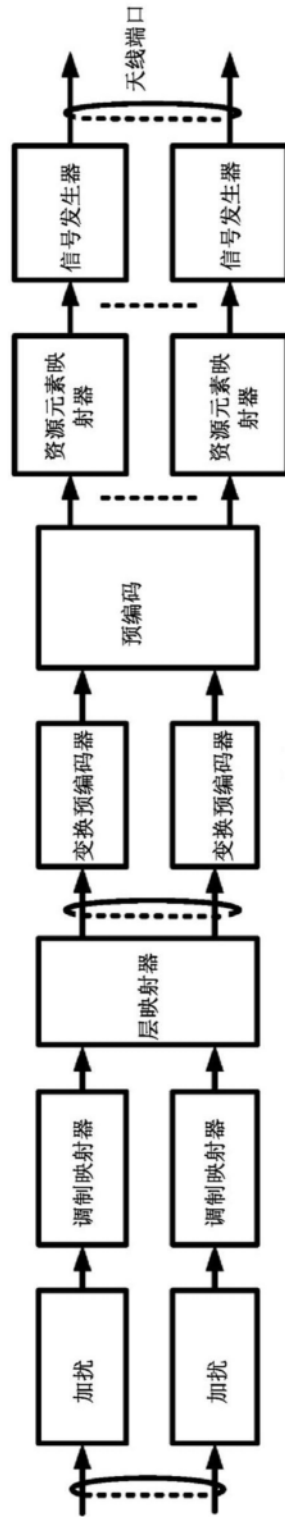 加扰
调制映射器
层映射器
变换预编码器
预编码
资源元素映
射器
信号发生器
天线端口
加扰
调制映射器
变换预编码器
资源元素映
射器
信号发生器